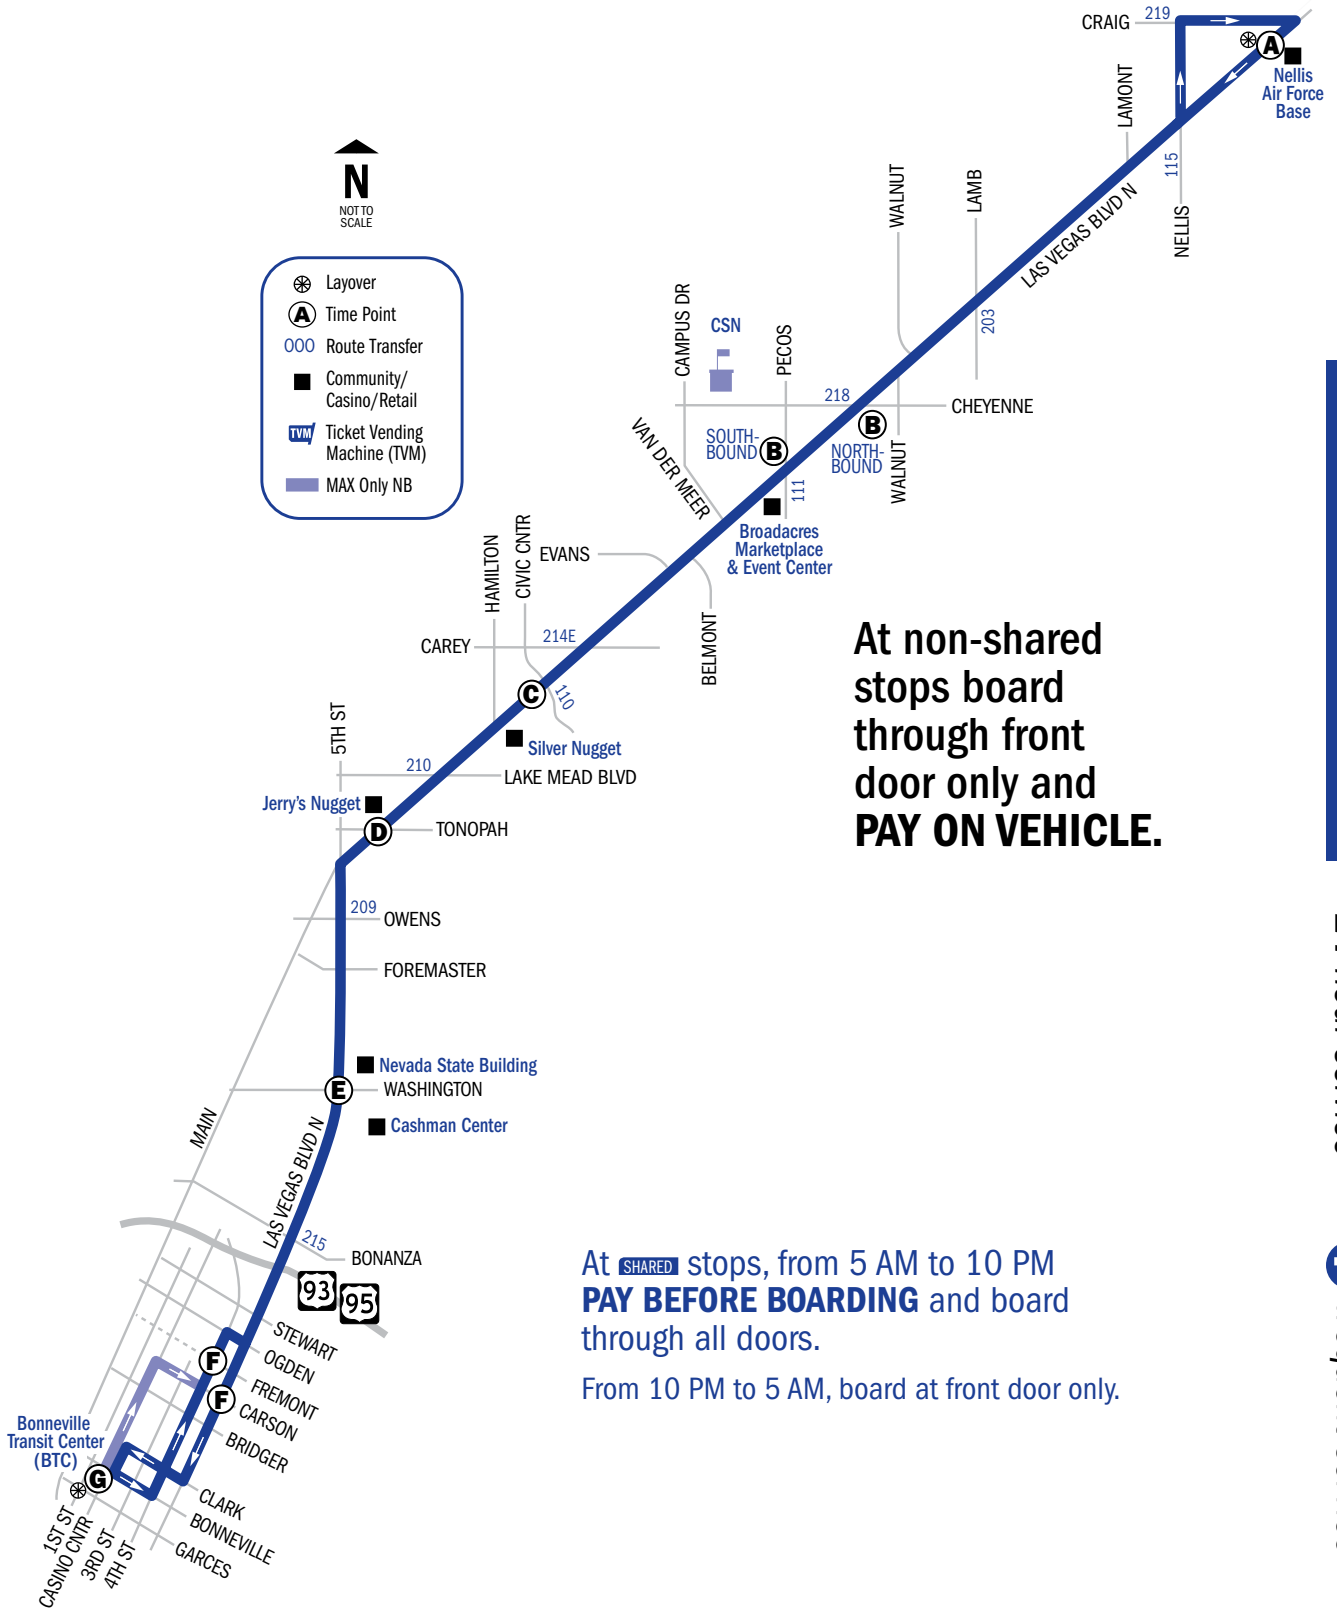 CRAIG
219
A
Nellis
Air Force
Base
LAMONT
115
NELLIS
N
NOT TO
SCALE
WALNUT
LAMB
LAS VEGAS BLVD N
203
Layover
A Time Point
000 Route Transfer
Community/
Casino/Retail
TVM Ticket Vending
Machine (TVM)
MAX Only NB
CAMPUS DR
CSN
PECOS
218
CHEYENNE
VAN DER MEER
SOUTH-
BOUND
B
B
NORTH-
BOUND
WALNUT
111
Broadacres
Marketplace
& Event Center
HAMILTON
CIVIC CNTR
EVANS
BELMONT
CAREY
214E
C
110
Silver Nugget
5TH ST
210
LAKE MEAD BLVD
Jerry's Nugget
D
TONOPAH
At non-shared
stops board
through front
door only and
PAY ON VEHICLE.
209
OWENS
FOREMASTER
Nevada State Building
E
WASHINGTON
Cashman Center
MAIN
LAS VEGAS BLVD N
215
BONANZA
93
95
At SHARED stops, from 5 AM to 10 PM
PAY BEFORE BOARDING and board
through all doors.
From 10 PM to 5 AM, board at front door only.
STEWART
OGDEN
F
FREMONT
F
CARSON
BRIDGER
Bonneville
Transit Center
(BTC)
G
CLARK
BONNEVILLE
GARCES
1ST ST
CASINO CNTR
3RD ST
4TH ST